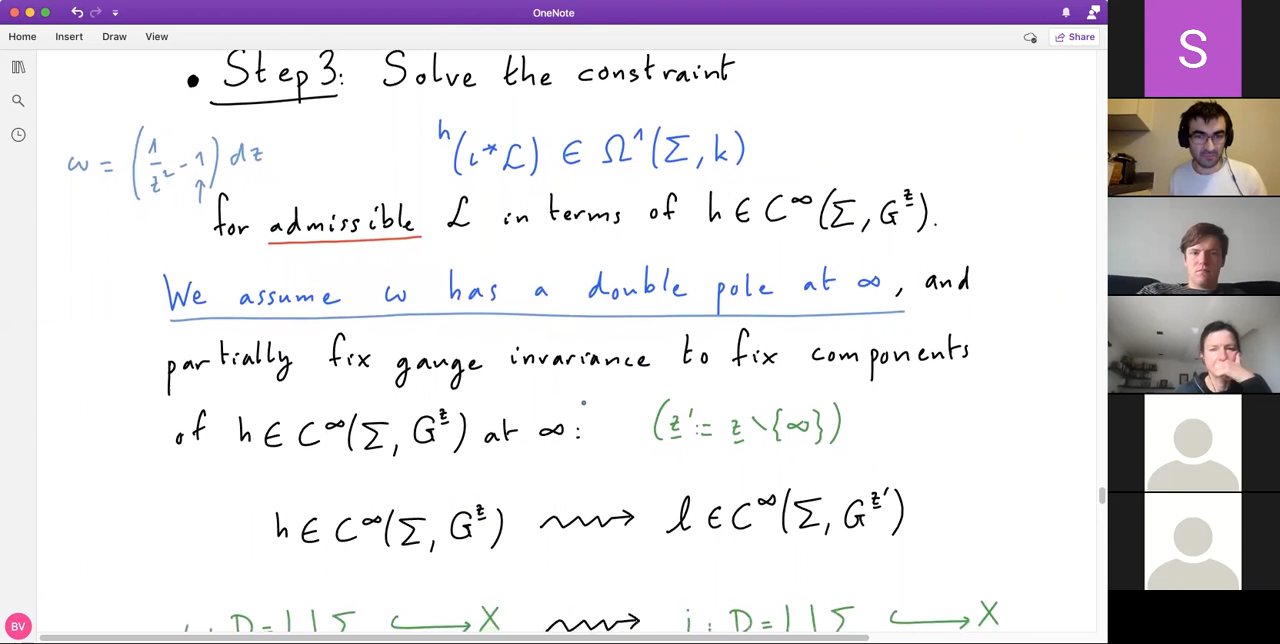 OneNote
Home Insert Draw View Share
• Step 3: Solve the constraint
ω = (1/z² - 1) dz
↑
ʰ(ι*ℒ) ∈ Ω¹(Σ, k)
for admissible ℒ in terms of h ∈ C^∞(Σ, G^z̲).
We assume ω has a double pole at ∞, and
partially fix gauge invariance to fix components
of h ∈ C^∞(Σ, G^z̲) at ∞: (z̲' := z̲ \ {∞})
h ∈ C^∞(Σ, G^z̲) ⇝ l ∈ C^∞(Σ, G^z̲')
D = ⊔ Σ ↪ X ⇝ D = ⊔ Σ ↪ X
BV
S